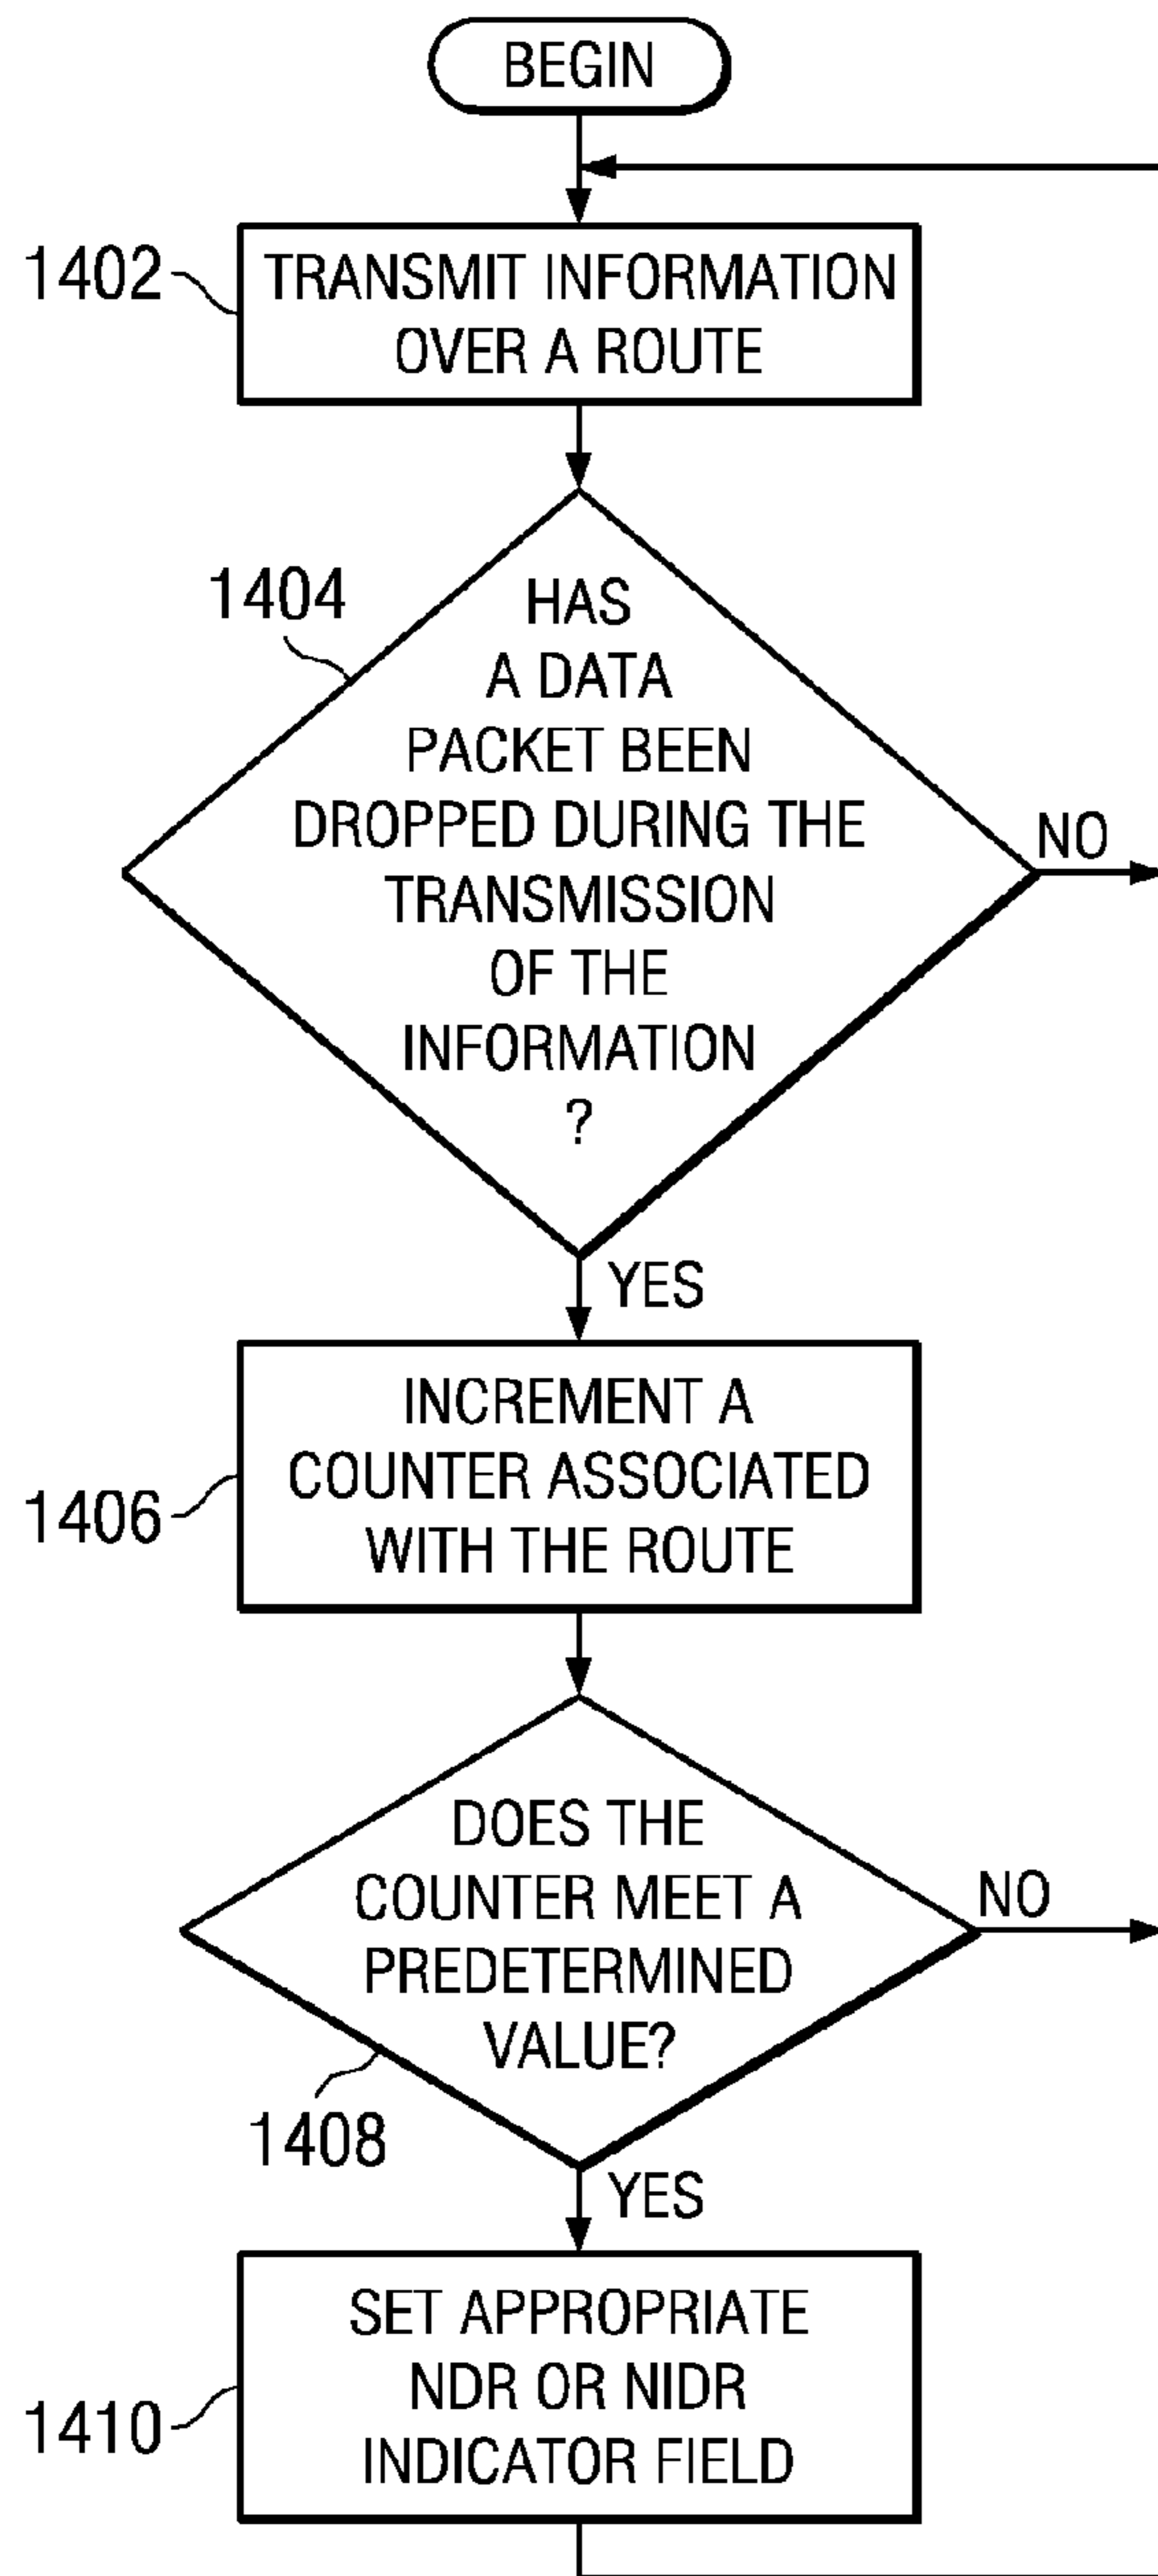 BEGIN
1402
TRANSMIT INFORMATION
OVER A ROUTE
1404
HAS
A DATA
PACKET BEEN
DROPPED DURING THE
TRANSMISSION
OF THE
INFORMATION
?
NO
YES
1406
INCREMENT A
COUNTER ASSOCIATED
WITH THE ROUTE
DOES THE
COUNTER MEET A
PREDETERMINED
VALUE?
NO
1408
YES
1410
SET APPROPRIATE
NDR OR NIDR
INDICATOR FIELD